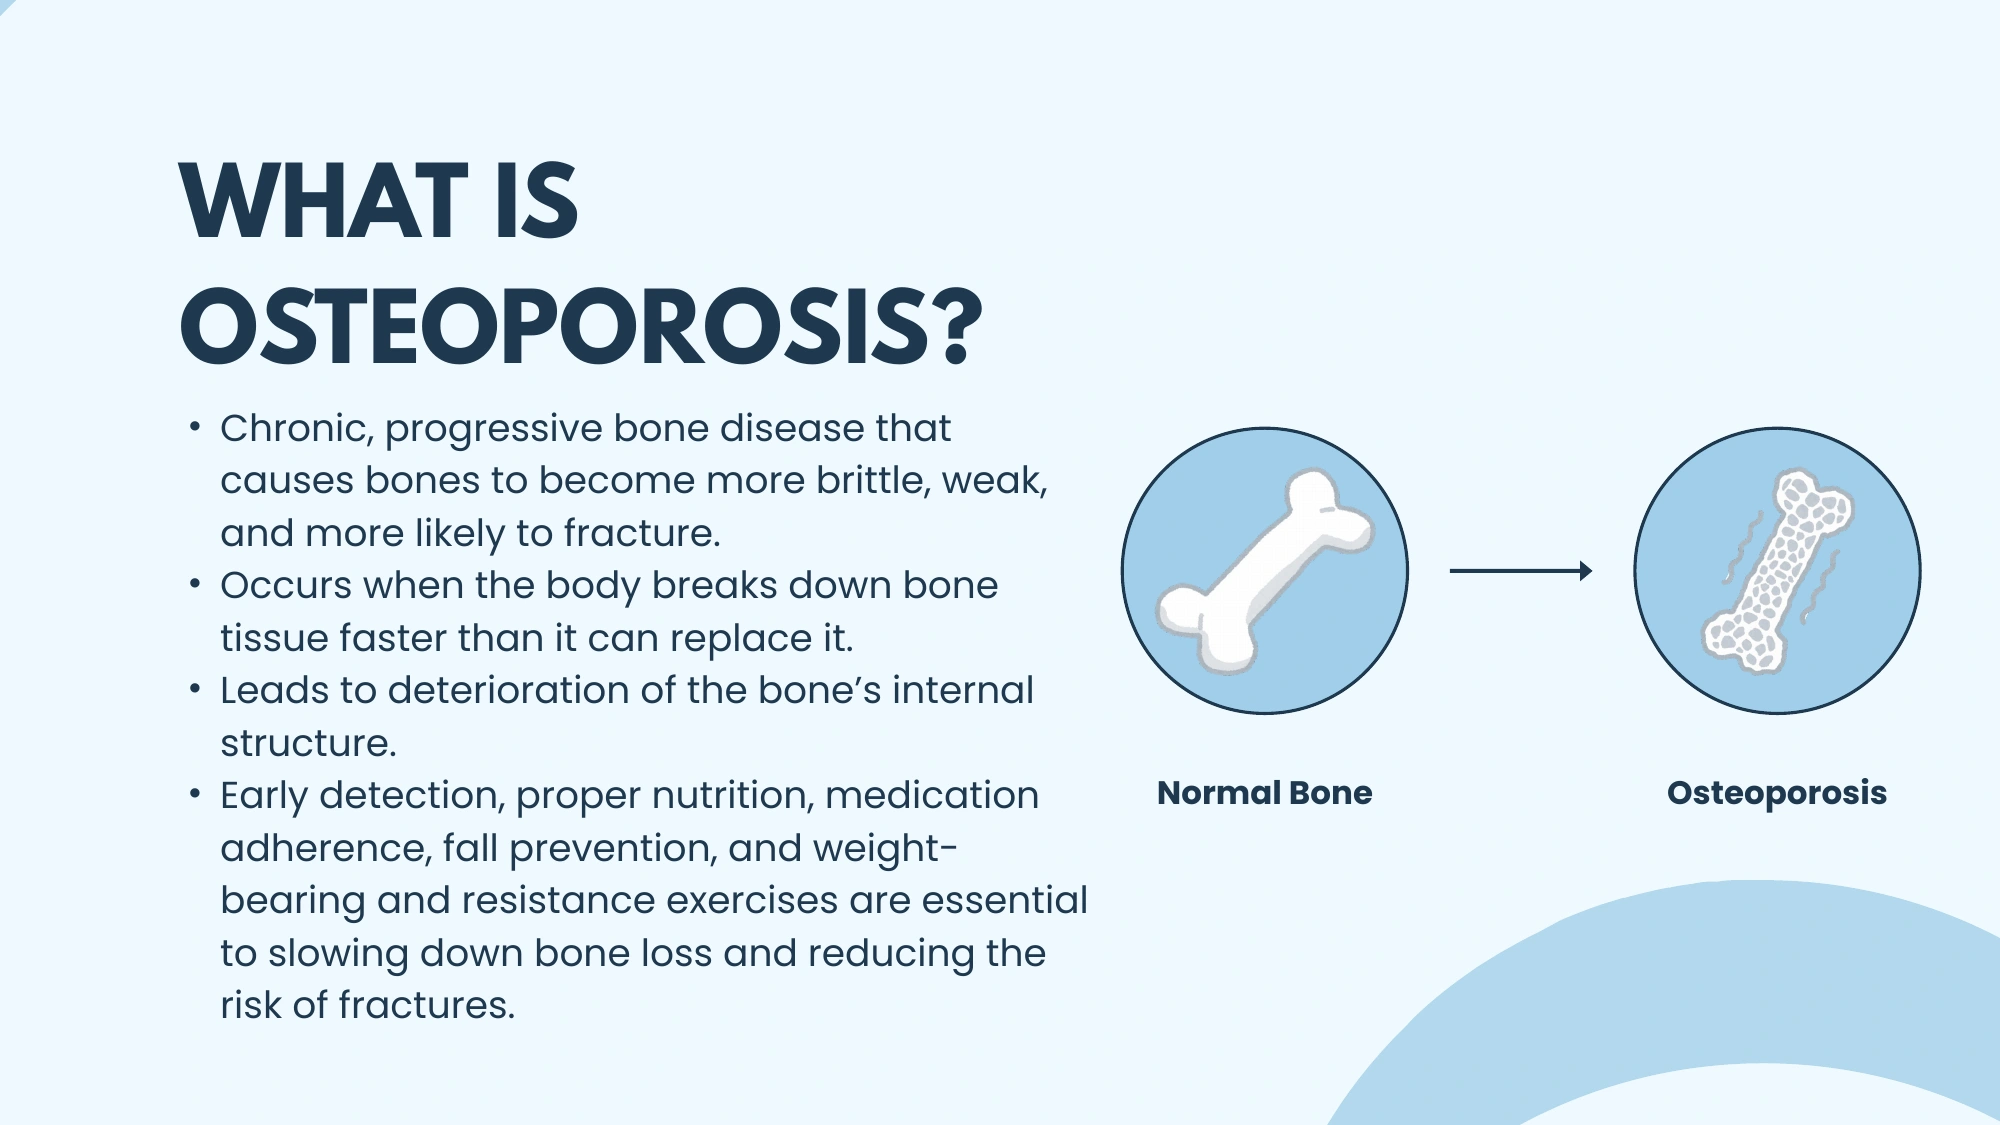 WHAT IS
OSTEOPOROSIS?
• Chronic, progressive bone disease that
causes bones to become more brittle, weak,
and more likely to fracture.
• Occurs when the body breaks down bone
tissue faster than it can replace it.
• Leads to deterioration of the bone’s internal
structure.
• Early detection, proper nutrition, medication
adherence, fall prevention, and weight-
bearing and resistance exercises are essential
to slowing down bone loss and reducing the
risk of fractures.
Normal Bone
Osteoporosis